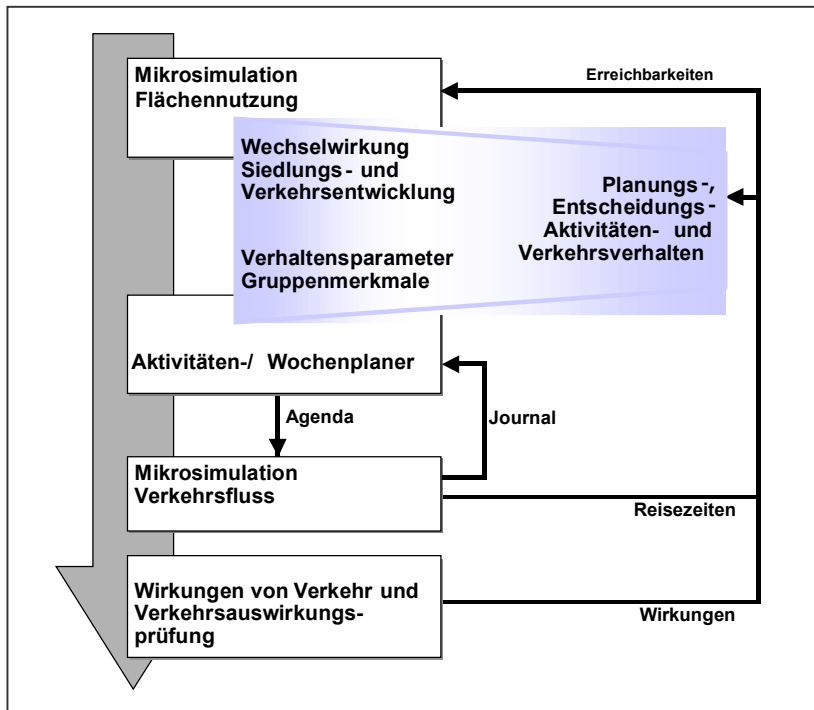 Mikrosimulation
Flächennutzung
Erreichbarkeiten
Wechselwirkung
Siedlungs- und
Verkehrsentwicklung
Planungs-,
Entscheidungs-
Aktivitäten- und
Verkehrsverhalten
Verhaltensparameter
Gruppenmerkmale
Aktivitäten-/ Wochenplaner
Agenda
Journal
Mikrosimulation
Verkehrsfluss
Reisezeiten
Wirkungen von Verkehr und
Verkehrsauswirkungs-
prüfung
Wirkungen